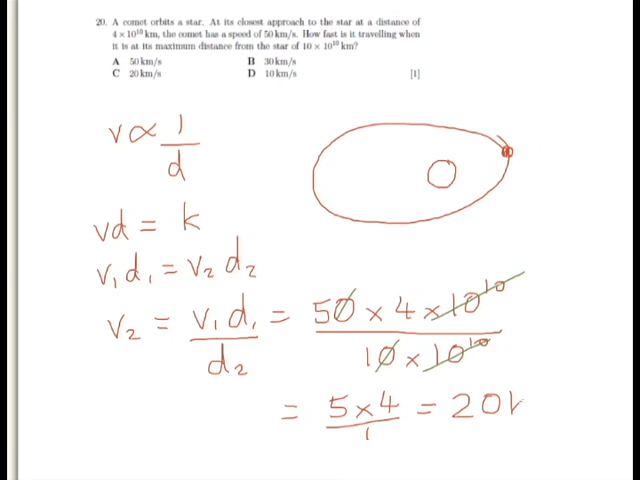 20. A comet orbits a star. At its closest approach to the star at a distance of
4 × 10¹⁰ km, the comet has a speed of 50 km/s. How fast is it travelling when
it is at its maximum distance from the star of 10 × 10¹⁰ km?
A 50 km/s B 30 km/s
C 20 km/s D 10 km/s [1]
v ∝ 1/d
vd = k
v₁d₁ = v₂d₂
v₂ = v₁d₁/d₂ = 50 × 4 × 10¹⁰ / 10 × 10¹⁰
= 5 × 4 / 1 = 20